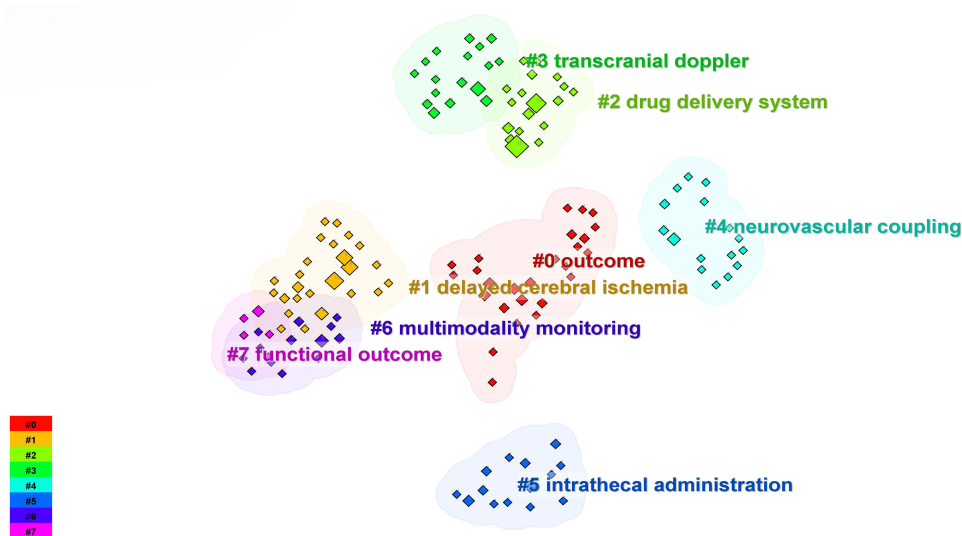 #3 transcranial doppler
#2 drug delivery system
#4 neurovascular coupling
#0 outcome
#1 delayed cerebral ischemia
#6 multimodality monitoring
#7 functional outcome
#5 intrathecal administration
#0
#1
#2
#3
#4
#5
#6
#7